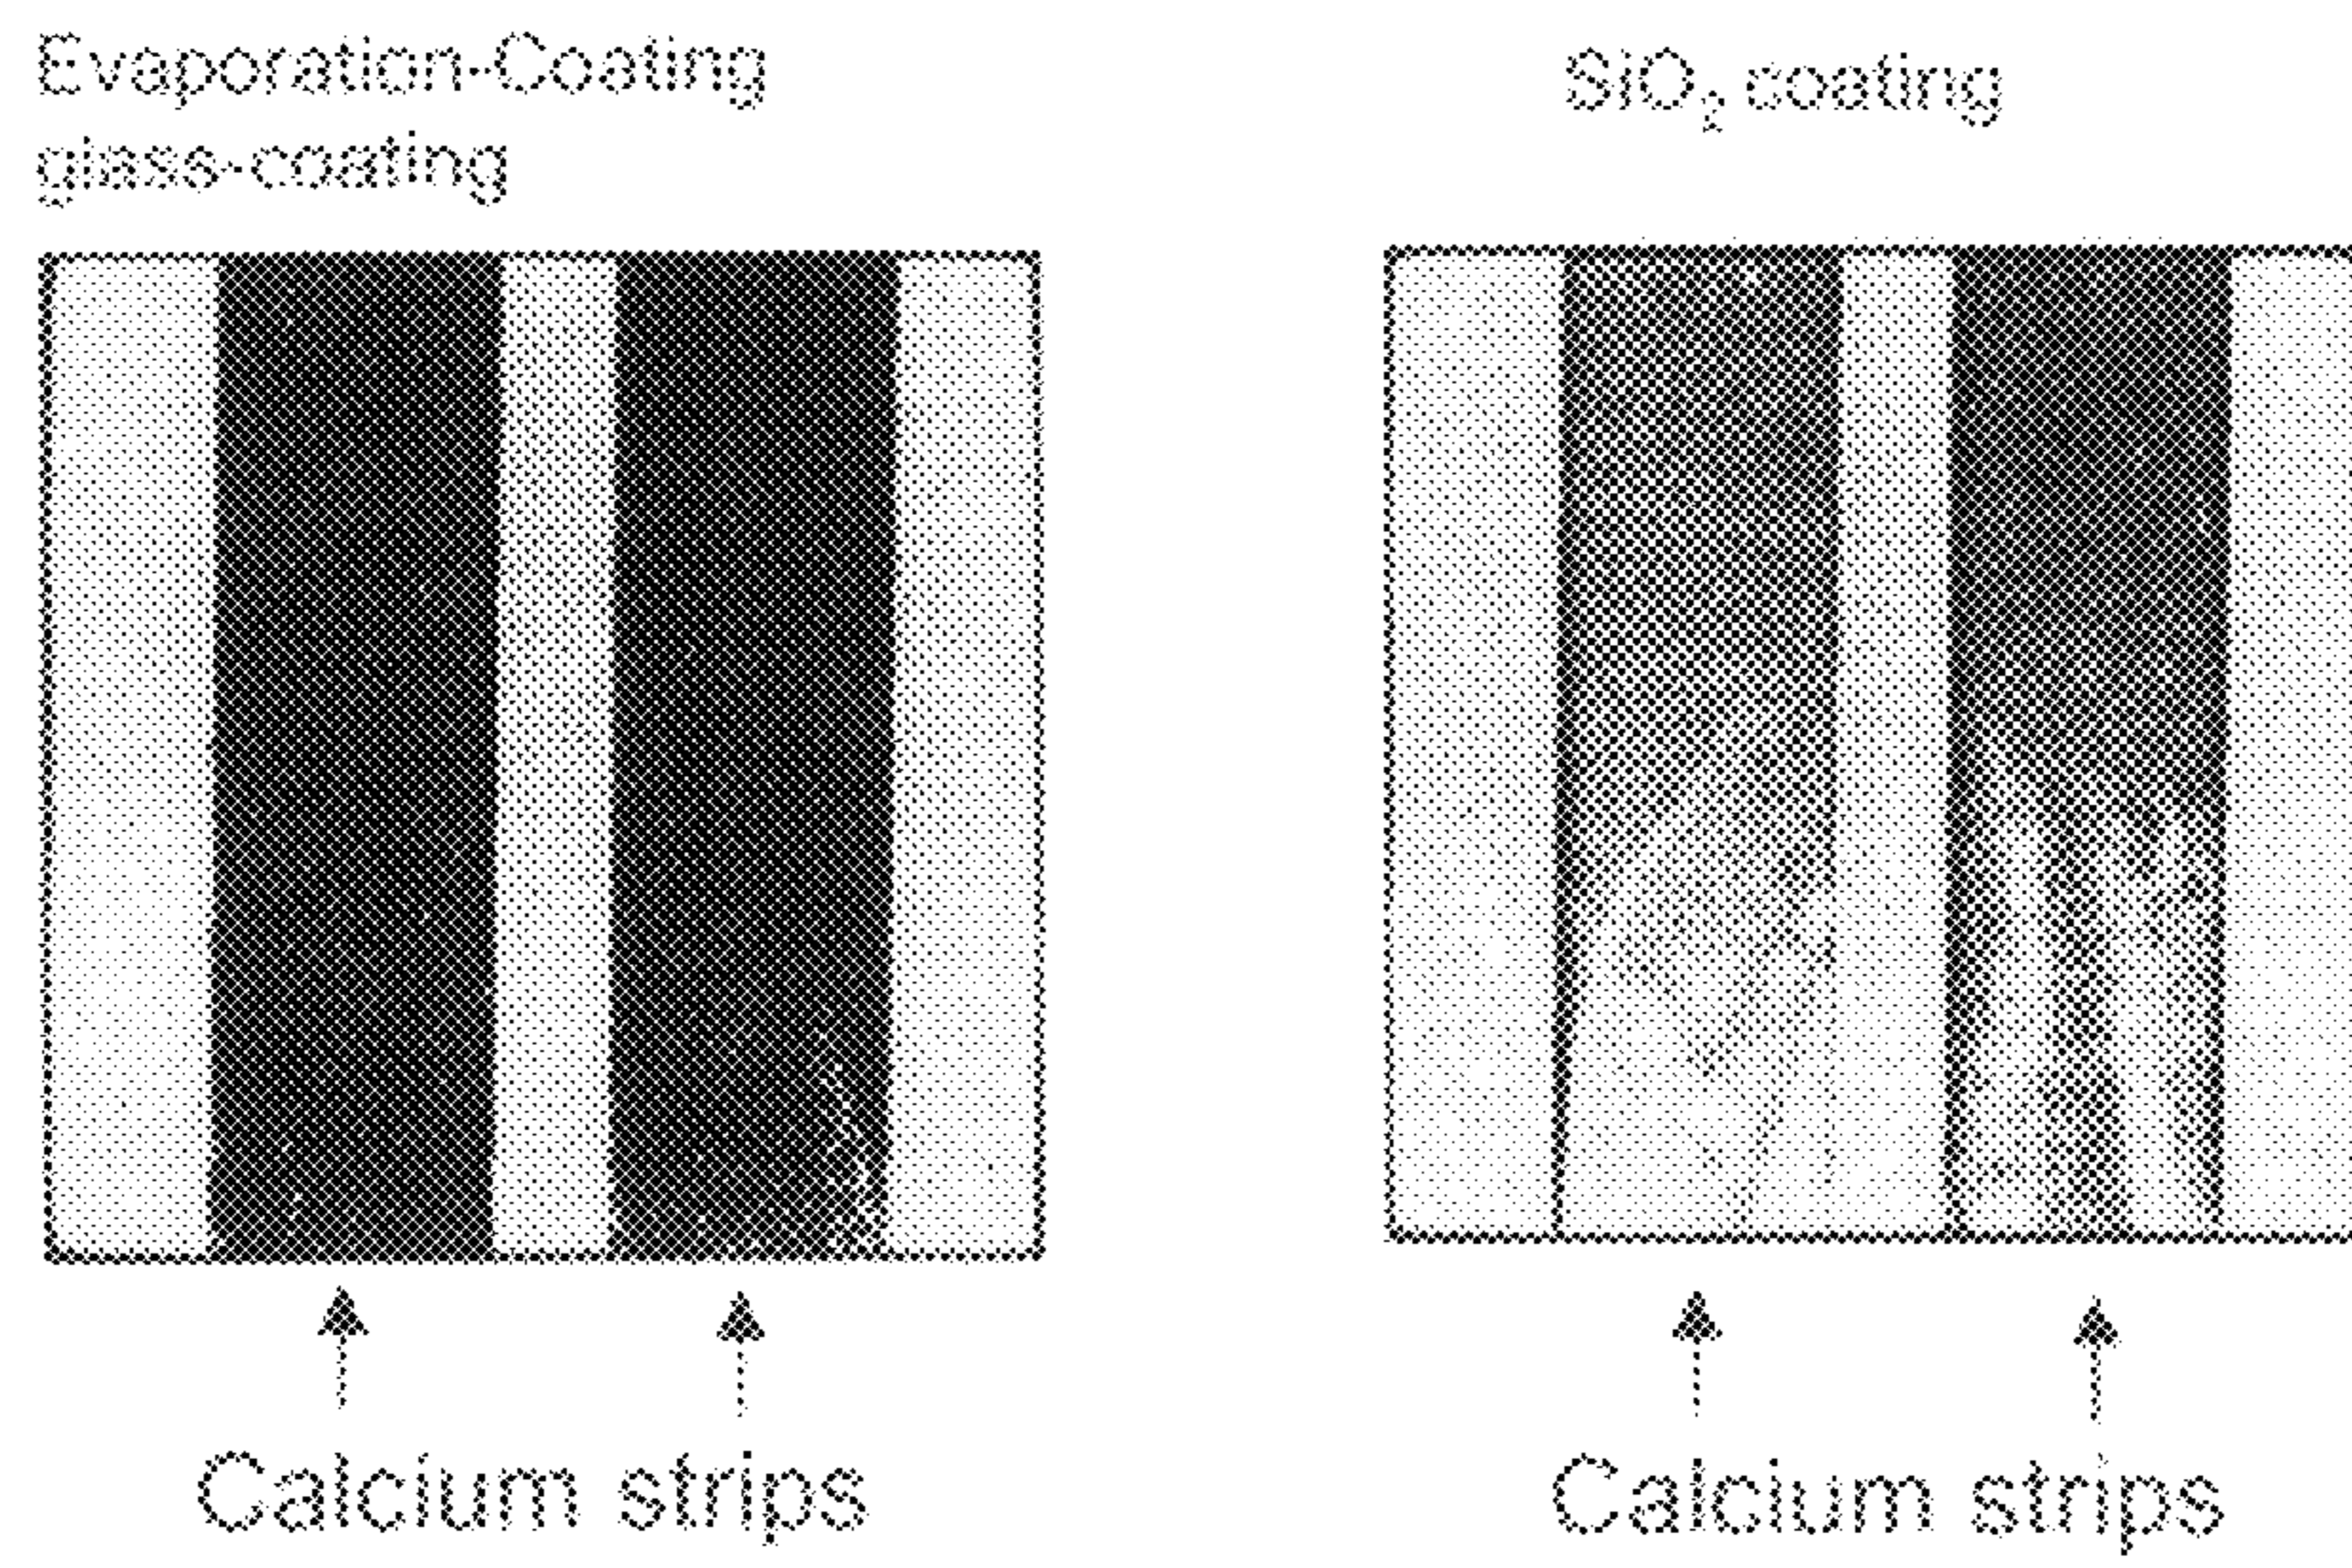 Evaporation-Coating
glass-coating
SiO₂ coating
Calcium strips
Calcium strips